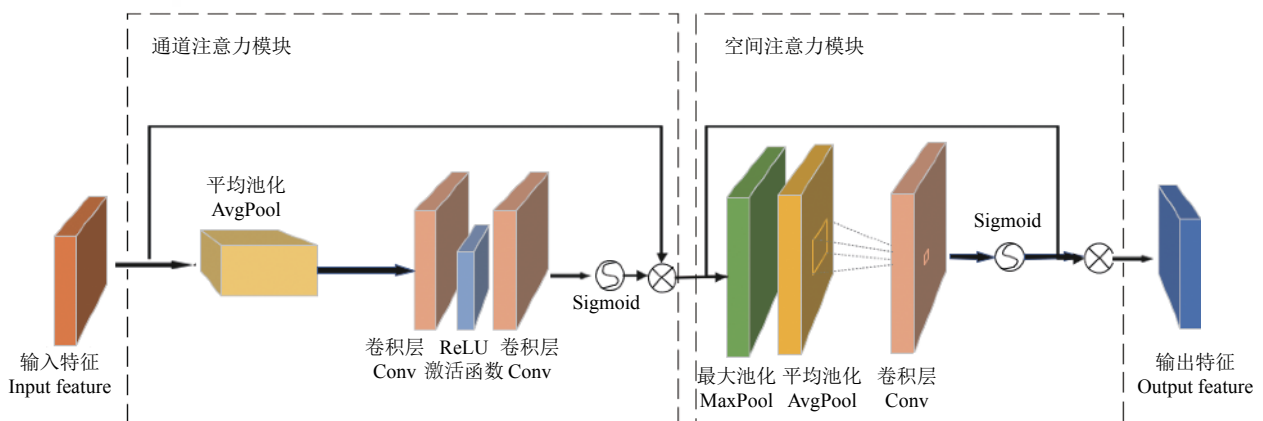 通道注意力模块
空间注意力模块
平均池化
AvgPool
Sigmoid
Sigmoid
输入特征
Input feature
卷积层
Conv
ReLU
激活函数
卷积层
Conv
最大池化
MaxPool
平均池化
AvgPool
卷积层
Conv
输出特征
Output feature